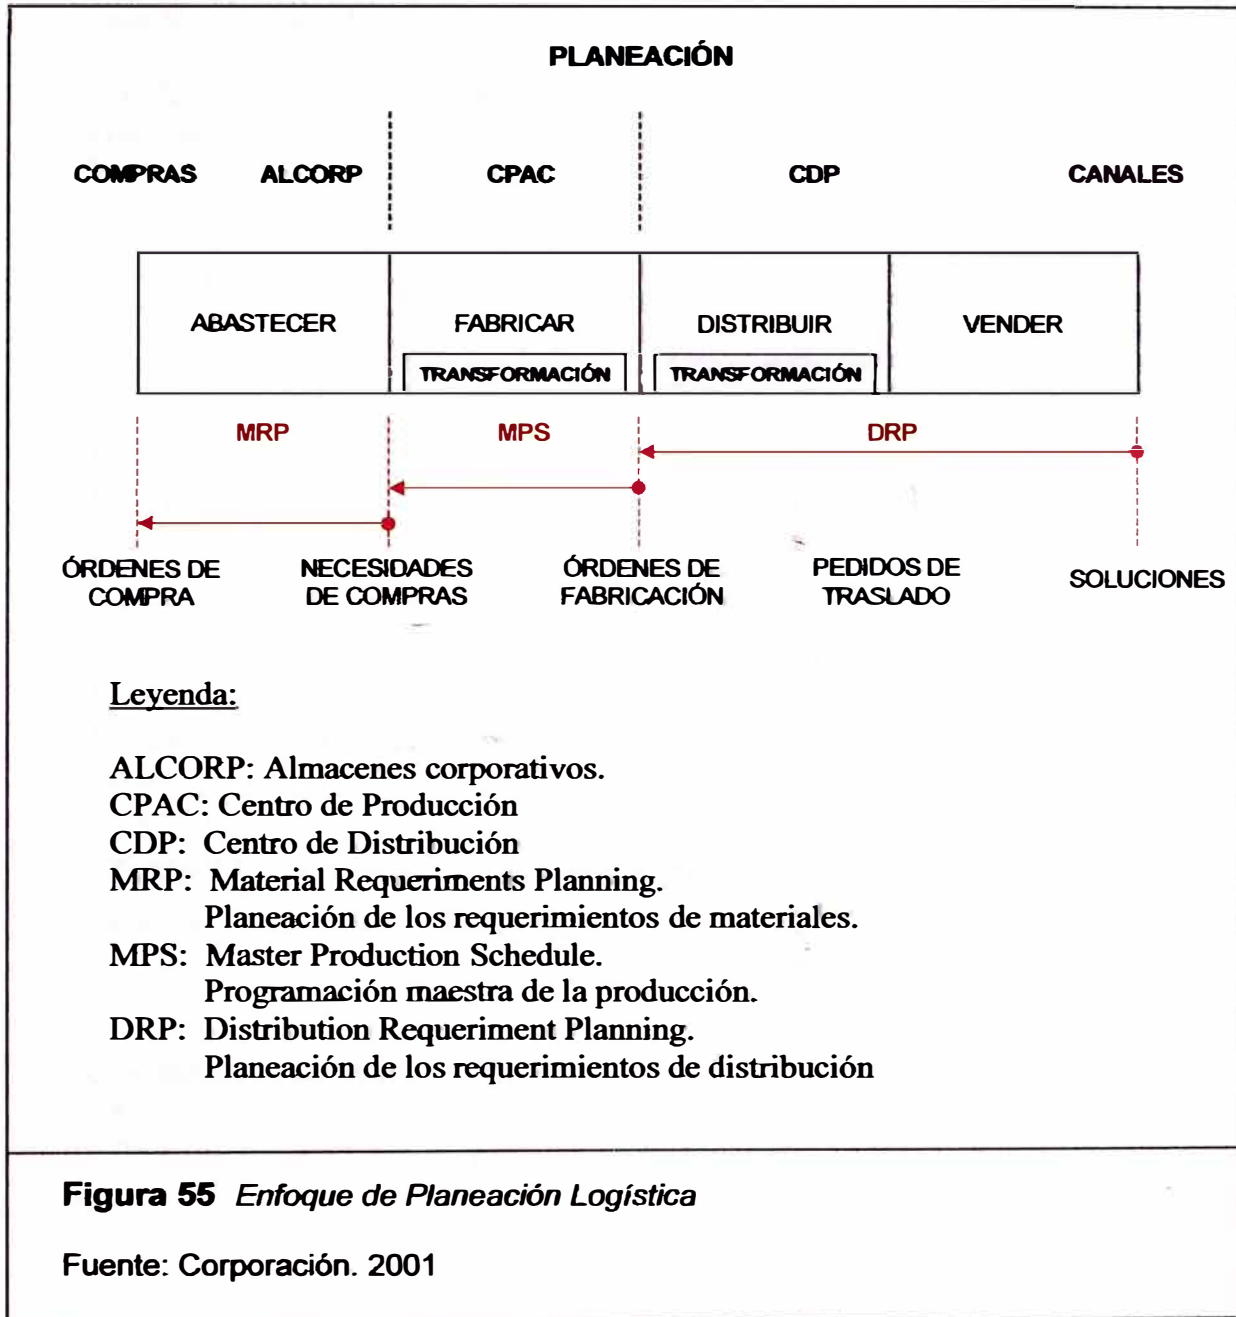 PLANEACIÓN
COMPRAS ALCORP CPAC CDP CANALES
ABASTECER FABRICAR DISTRIBUIR VENDER
TRANSFORMACIÓN TRANSFORMACIÓN
MRP MPS DRP
ÓRDENES DE NECESIDADES ÓRDENES DE PEDIDOS DE SOLUCIONES
COMPRA DE COMPRAS FABRICACIÓN TRASLADO
Leyenda:
ALCORP: Almacenes corporativos.
CPAC: Centro de Producción
CDP: Centro de Distribución
MRP: Material Requeriments Planning.
Planeación de los requerimientos de materiales.
MPS: Master Production Schedule.
Programación maestra de la producción.
DRP: Distribution Requeriment Planning.
Planeación de los requerimientos de distribución
Figura 55 Enfoque de Planeación Logística
Fuente: Corporación. 2001